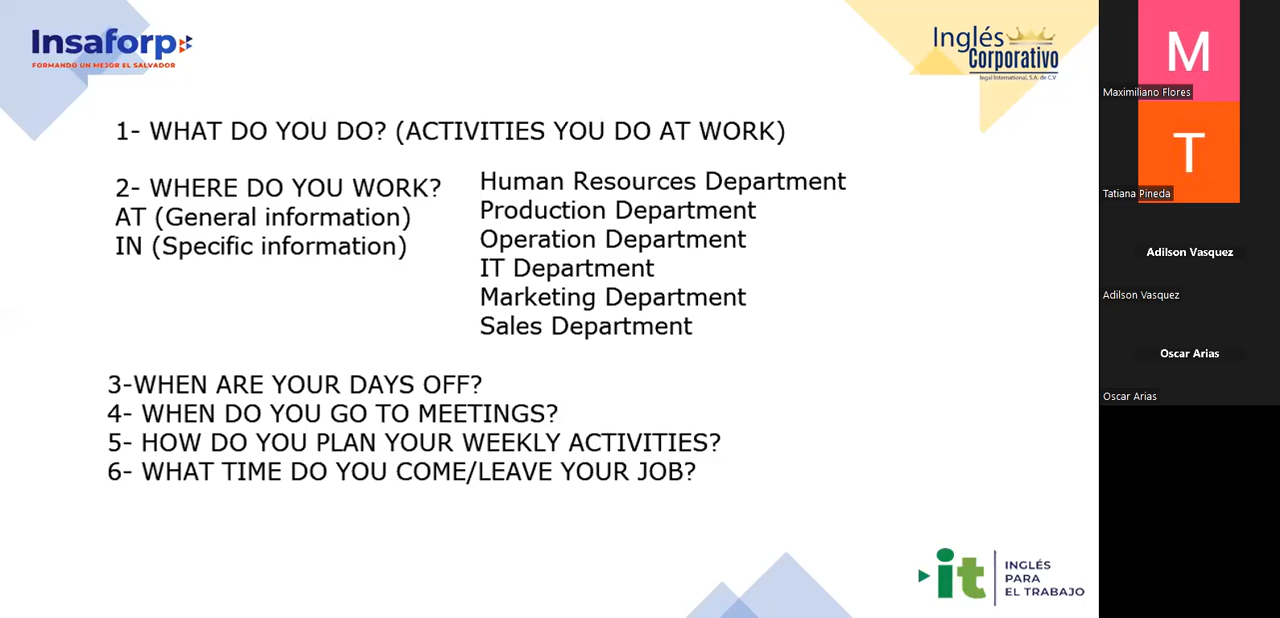 Insaforp
FORMANDO UN MEJOR EL SALVADOR
Inglés
Corporativo
legal International, S.A. de C.V
1- WHAT DO YOU DO? (ACTIVITIES YOU DO AT WORK)
2- WHERE DO YOU WORK?
AT (General information)
IN (Specific information)
Human Resources Department
Production Department
Operation Department
IT Department
Marketing Department
Sales Department
3-WHEN ARE YOUR DAYS OFF?
4- WHEN DO YOU GO TO MEETINGS?
5- HOW DO YOU PLAN YOUR WEEKLY ACTIVITIES?
6- WHAT TIME DO YOU COME/LEAVE YOUR JOB?
it
INGLÉS
PARA
EL TRABAJO
M
Maximiliano Flores
T
Tatiana Pineda
Adilson Vasquez
Adilson Vasquez
Oscar Arias
Oscar Arias